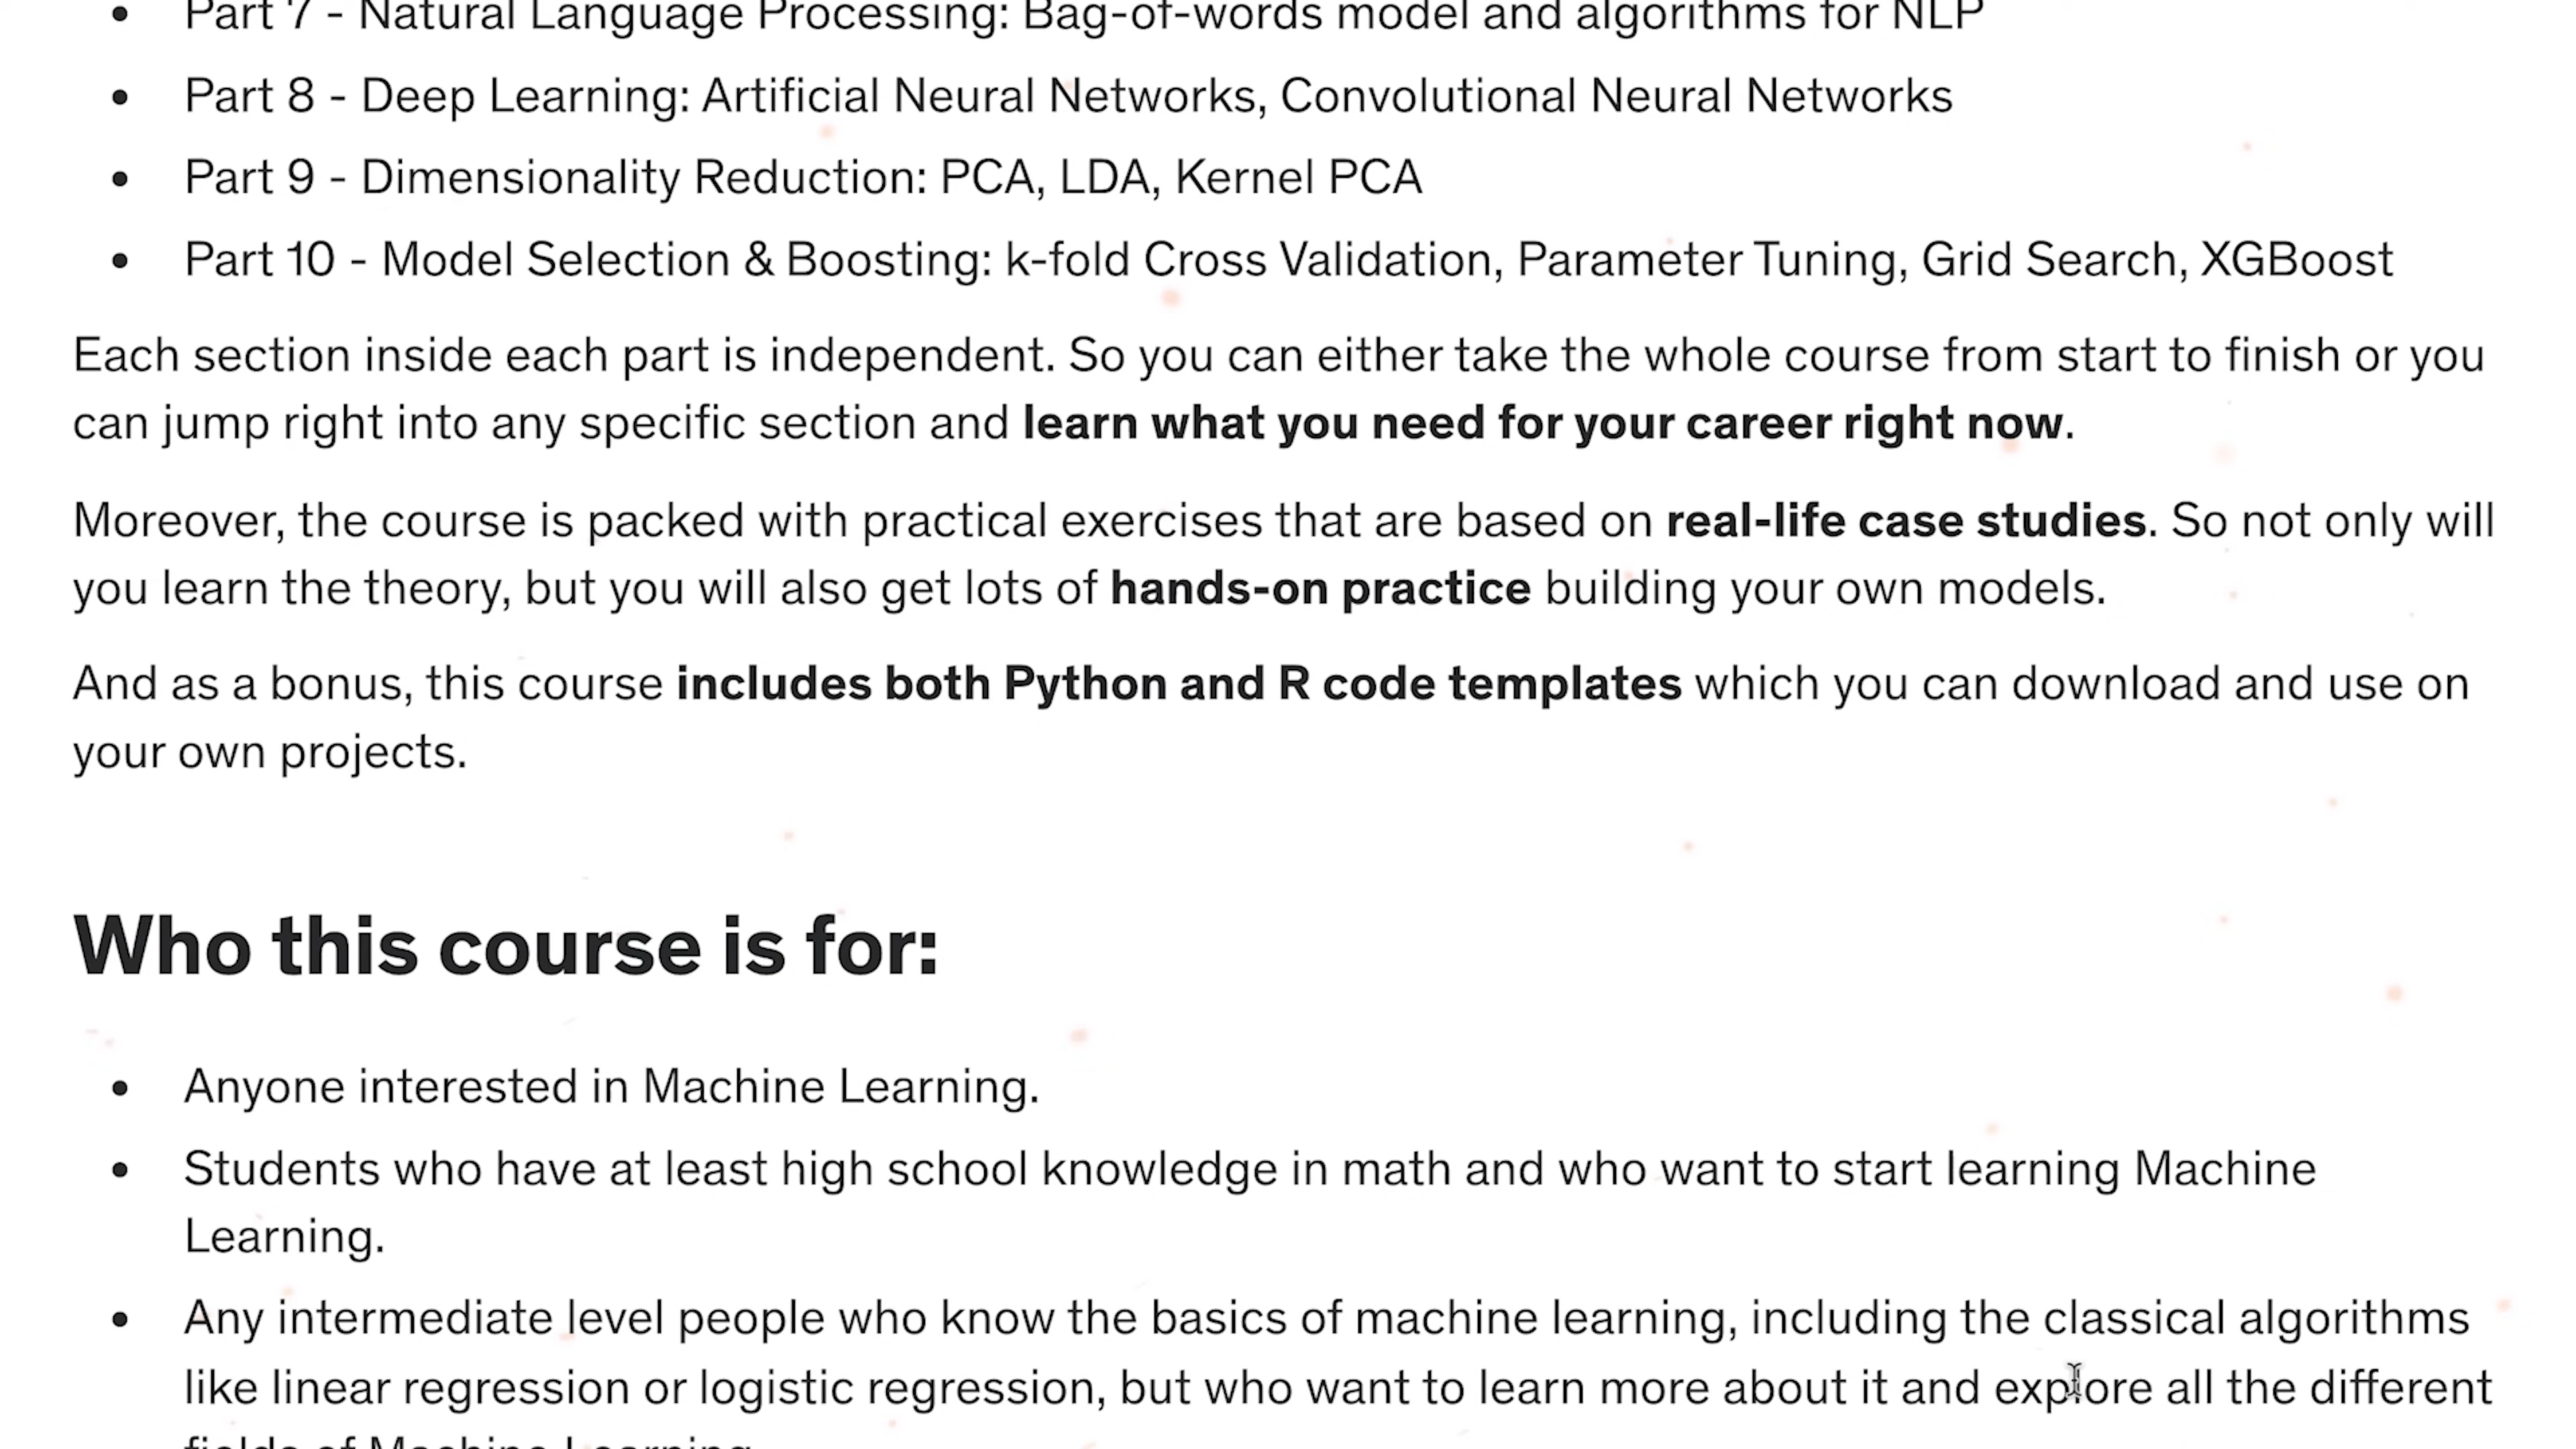 • Part 7 - Natural Language Processing: Bag-of-words model and algorithms for NLP
• Part 8 - Deep Learning: Artificial Neural Networks, Convolutional Neural Networks
• Part 9 - Dimensionality Reduction: PCA, LDA, Kernel PCA
• Part 10 - Model Selection & Boosting: k-fold Cross Validation, Parameter Tuning, Grid Search, XGBoost
Each section inside each part is independent. So you can either take the whole course from start to finish or you
can jump right into any specific section and learn what you need for your career right now.
Moreover, the course is packed with practical exercises that are based on real-life case studies. So not only will
you learn the theory, but you will also get lots of hands-on practice building your own models.
And as a bonus, this course includes both Python and R code templates which you can download and use on
your own projects.
Who this course is for:
• Anyone interested in Machine Learning.
• Students who have at least high school knowledge in math and who want to start learning Machine
Learning.
• Any intermediate level people who know the basics of machine learning, including the classical algorithms
like linear regression or logistic regression, but who want to learn more about it and explore all the different
fields of Machine Learning.